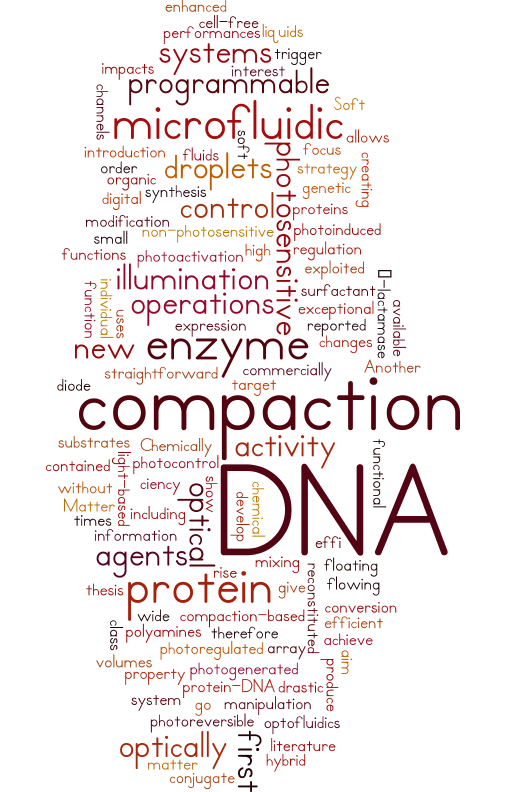 enhanced
cell-free
performances liquids
systems trigger
impacts interest
programmable
channels Soft
microfluidic
soft allows
introduction fluids photosensitive focus
order droplets strategy creating
organic
digital synthesis genetic
control proteins
modification
non-photosensitive photoinduced
small
functions photoactivation high regulation
illumination exploited
function individual surfactant □-lactamase
operations exceptional available
uses expression reported
new enzyme changes
straightforward commercially Another
diode target
compaction
substrates Chemically activity functional
contained light-based photocontrol
without ciency show DNA
Matter optical chemical
times including develop
information effi
agents mixing floating
rise reconstituted flowing
thesis protein give
wide compaction-based conversion
class polyamines therefore efficient
photoregulated array achieve
volumes aim
property photogenerated produce
protein-DNA drastic
system go manipulation
photoreversible optofluidics
optically first literature
matter hybrid
conjugate